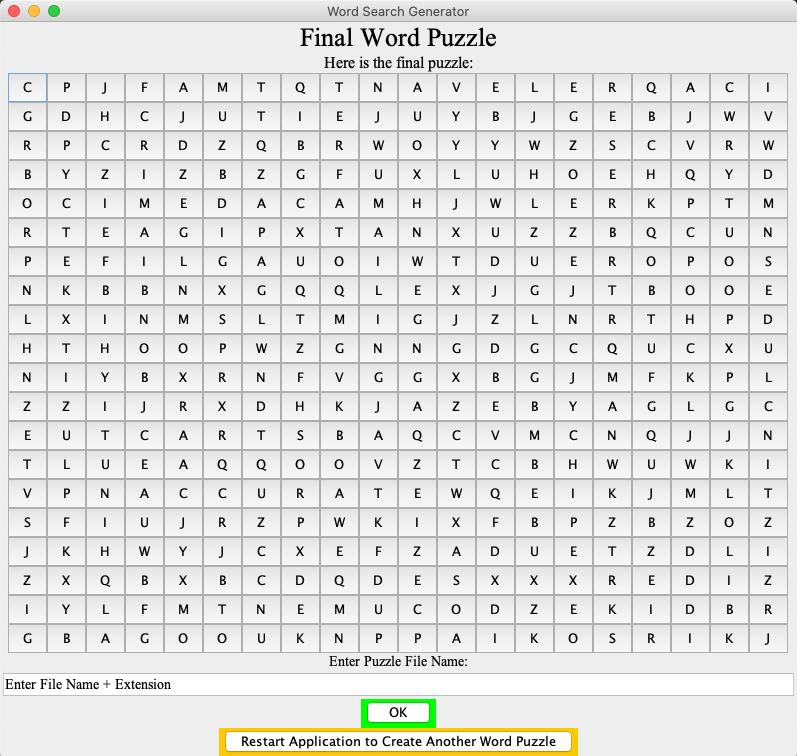 Word Search Generator
Final Word Puzzle
Here is the final puzzle:
C P J F A M T Q T N A V E L E R Q A C I
G D H C J U T I E J U Y B J G E B J W V
R P C R D Z Q B R W O Y Y W Z S C V R W
B Y Z I Z B Z G F U X L U H O E H Q Y D
O C I M E D A C A M H J W L E R K P T M
R T E A G I P X T A N X U Z Z B Q C U N
P E F I L G A U O I W T D U E R O P O S
N K B B N X G Q Q L E X J G J T B O O E
L X I N M S L T M I G J Z L N R T H P D
H T H O O P W Z G N N G D G C Q U C X U
N I Y B X R N F V G G X B G J M F K P L
Z Z I J R X D H K J A Z E B Y A G L G C
E U T C A R T S B A Q C V M C N Q J J N
T L U E A Q Q O O V Z T C B H W U W K I
V P N A C C U R A T E W Q E I K J M L T
S F I U J R Z P W K I X F B P Z B Z O Z
J K H W Y J C X E F Z A D U E T Z D L I
Z X Q B X B C D Q D E S X X X R E D I Z
I Y L F M T N E M U C O D Z E K I D B R
G B A G O O U K N P P A I K O S R I K J
Enter Puzzle File Name:
Enter File Name + Extension
OK
Restart Application to Create Another Word Puzzle